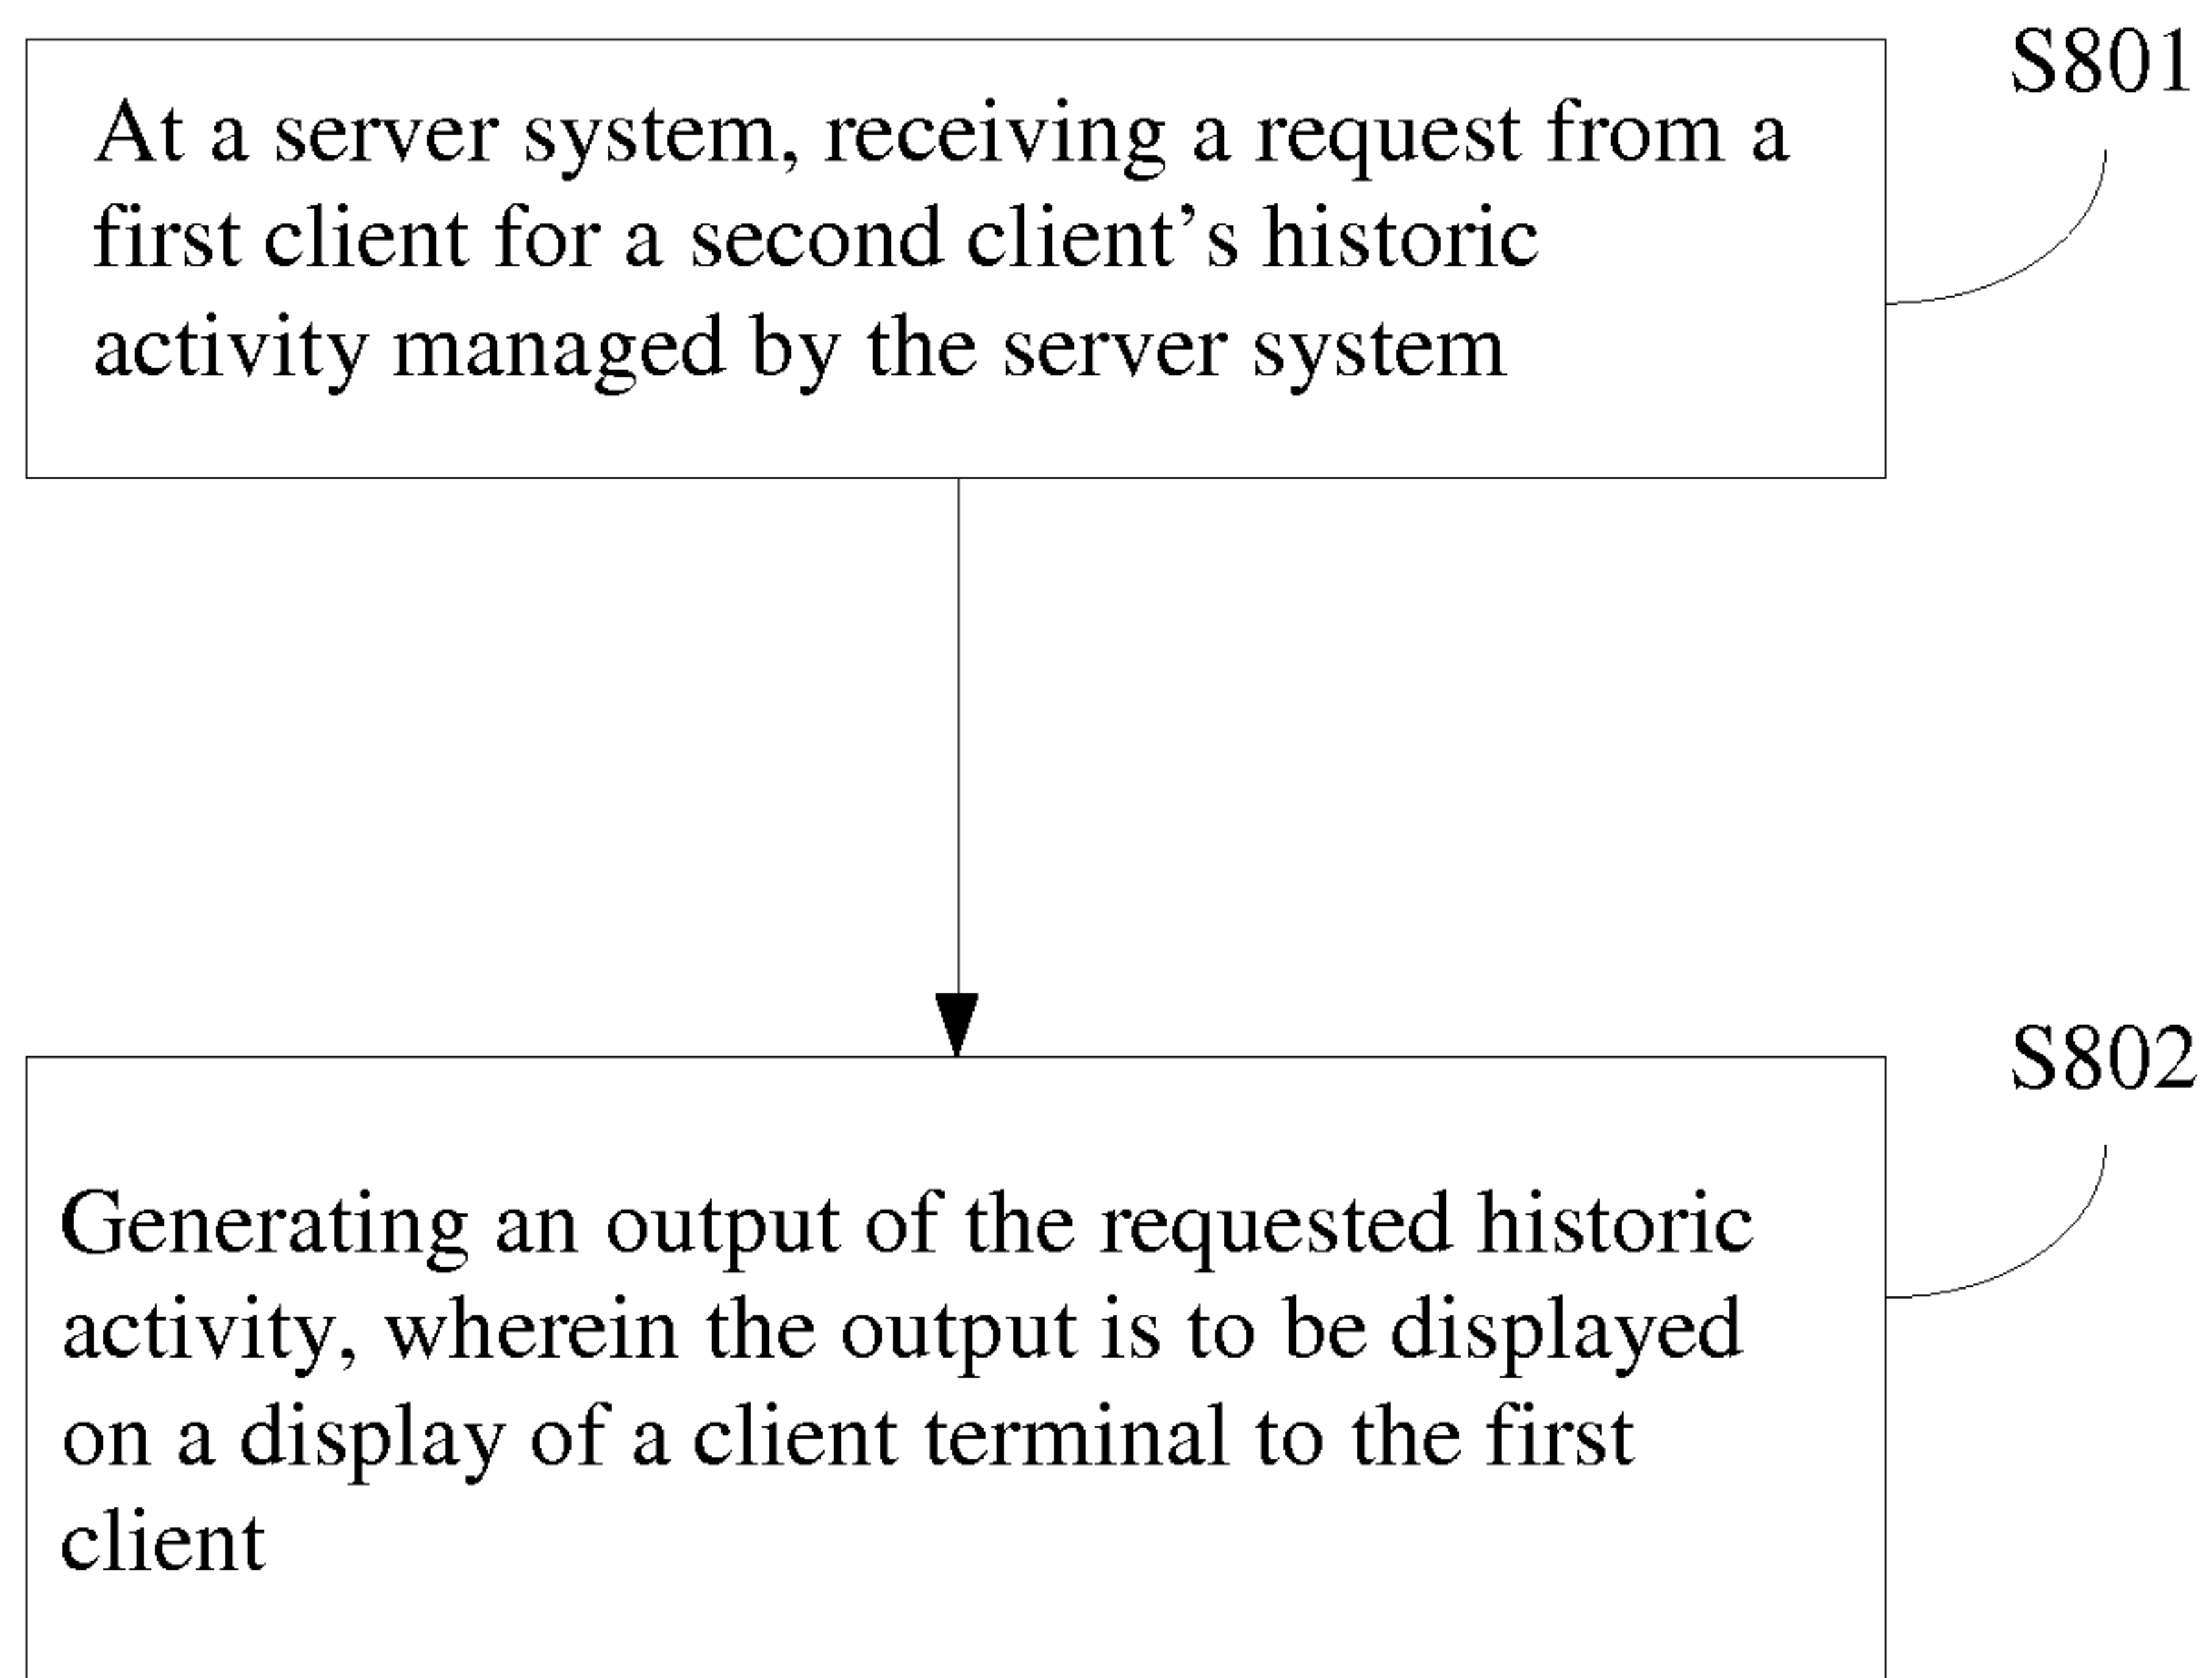 S801
At a server system, receiving a request from a
first client for a second client’s historic
activity managed by the server system
S802
Generating an output of the requested historic
activity, wherein the output is to be displayed
on a display of a client terminal to the first
client